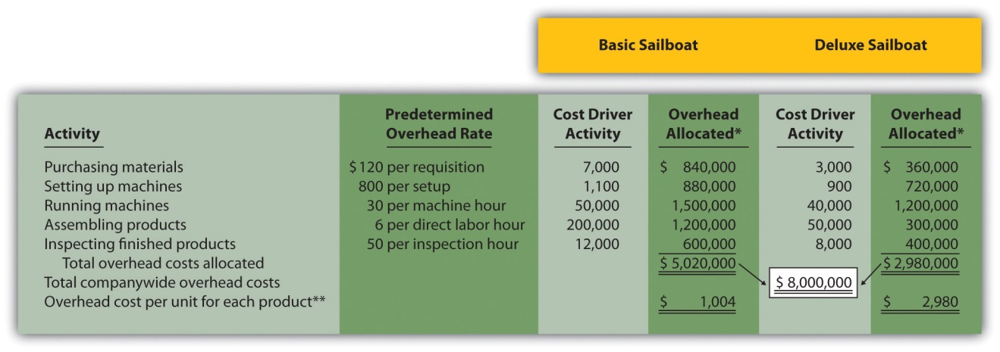 Basic Sailboat Deluxe Sailboat
Predetermined Cost Driver Overhead Cost Driver Overhead
Activity Overhead Rate Activity Allocated* Activity Allocated*
Purchasing materials $120 per requisition 7,000 $ 840,000 3,000 $ 360,000
Setting up machines 800 per setup 1,100 880,000 900 720,000
Running machines 30 per machine hour 50,000 1,500,000 40,000 1,200,000
Assembling products 6 per direct labor hour 200,000 1,200,000 50,000 300,000
Inspecting finished products 50 per inspection hour 12,000 600,000 8,000 400,000
Total overhead costs allocated $ 5,020,000 $ 2,980,000
Total companywide overhead costs $ 8,000,000
Overhead cost per unit for each product** $ 1,004 $ 2,980